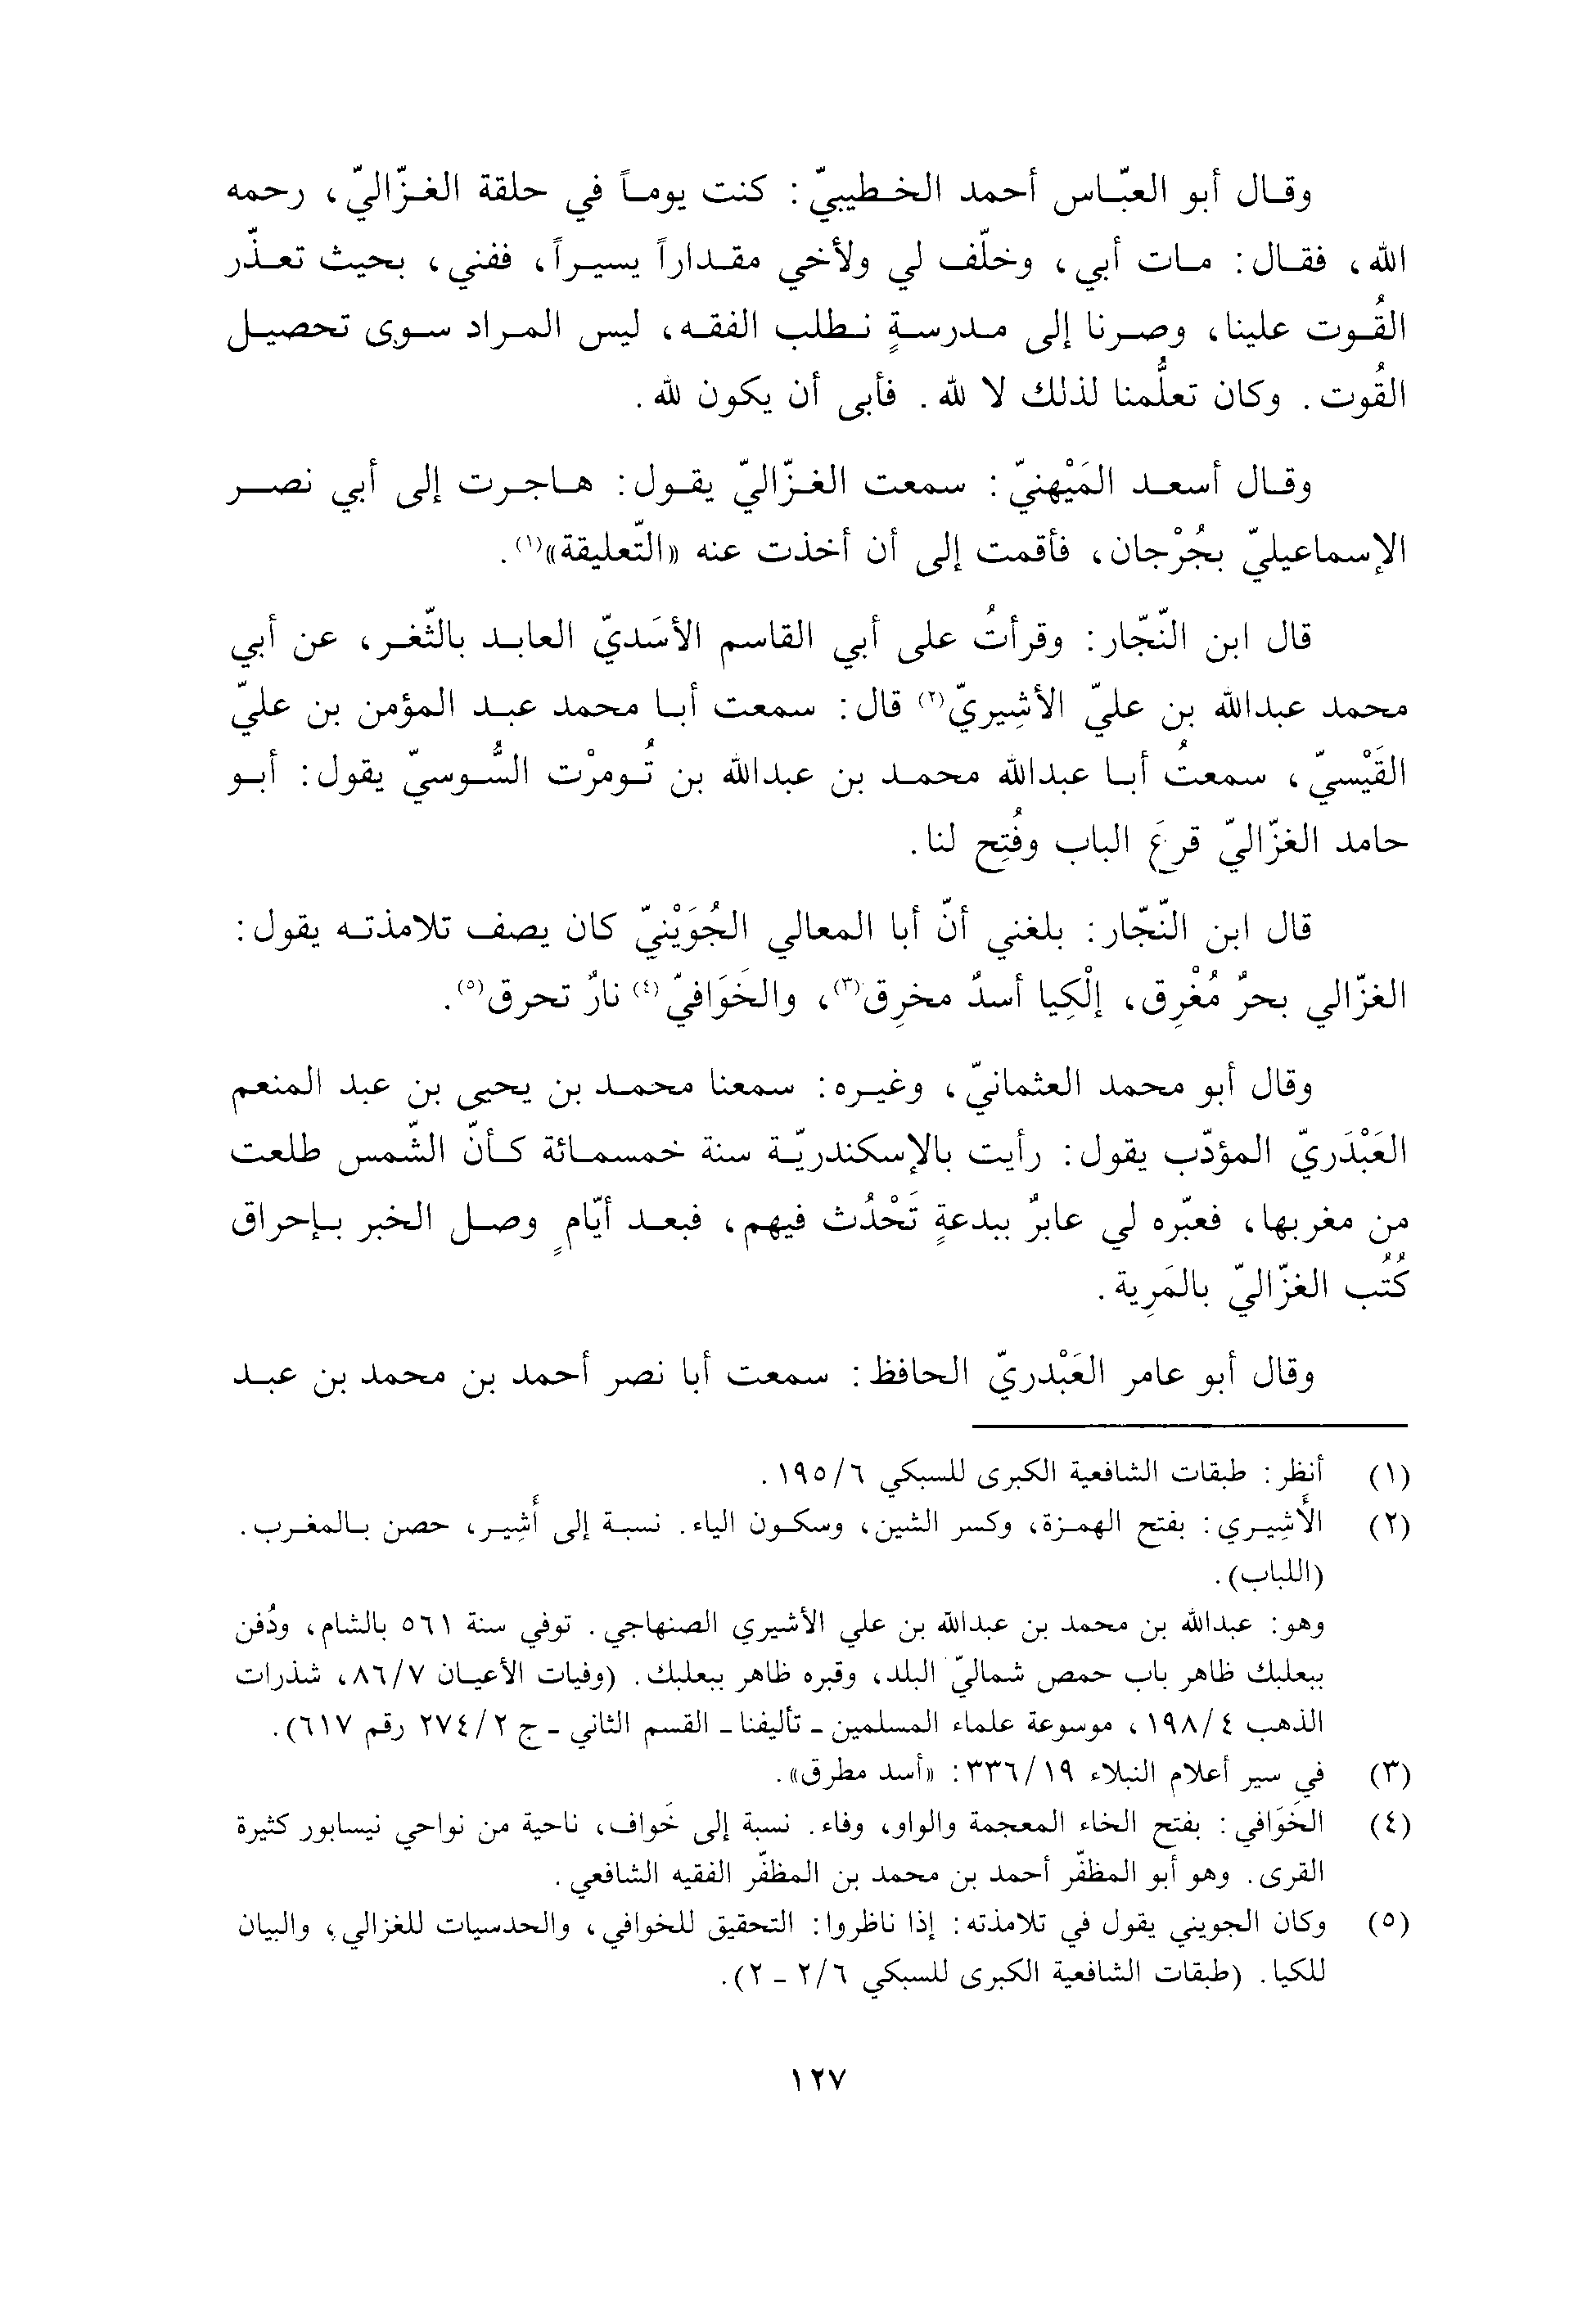 وقال أبو العبّاس أحمد الخطيبيّ: كنت يوماً في حلقة الغزّاليّ، رحمه
الله، فقال: مات أبي، وخلّف لي ولأخي مقداراً يسيراً، ففني، بحيث تعذّر
القُوت علينا، وصرنا إلى مدرسةٍ نطلب الفقه، ليس المراد سوى تحصيل
القُوت. وكان تعلُّمنا لذلك لا لله. فأبى أن يكون لله.
وقال أسعد المَيْهنيّ: سمعت الغزّاليّ يقول: هاجرت إلى أبي نصر
الإسماعيليّ بجُرْجان، فأقمت إلى أن أخذت عنه «التّعليقة»(١).
قال ابن النّجّار: وقرأتُ على أبي القاسم الأسَديّ العابد بالثّغر، عن أبي
محمد عبدالله بن عليّ الأشِيريّ(٢) قال: سمعت أبا محمد عبد المؤمن بن عليّ
القَيْسيّ، سمعتُ أبا عبدالله محمد بن عبدالله بن تُومرْت السُّوسيّ يقول: أبو
حامد الغزّاليّ قرعَ الباب وفُتِح لنا.
قال ابن النّجّار: بلغني أنّ أبا المعالي الجُوَيْنيّ كان يصف تلامذته يقول:
الغزّالي بحرٌ مُغْرِق، إلْكِيا أسدٌ مخرِق(٣)، والخَوَافيّ(٤) نارٌ تحرق(٥).
وقال أبو محمد العثمانيّ، وغيره: سمعنا محمد بن يحيى بن عبد المنعم
العَبْدَريّ المؤدّب يقول: رأيت بالإسكندريّة سنة خمسمائة كأنّ الشّمس طلعت
من مغربها، فعبّره لي عابرٌ ببدعةٍ تَحْدُث فيهم، فبعد أيّامٍ وصل الخبر بإحراق
كُتُب الغزّاليّ بالمَرِية.
وقال أبو عامر العَبْدريّ الحافظ: سمعت أبا نصر أحمد بن محمد بن عبد
(١) أنظر: طبقات الشافعية الكبرى للسبكي ١٩٥/٦.
(٢) الأَشِيري: بفتح الهمزة، وكسر الشين، وسكون الياء. نسبة إلى أَشِير، حصن بالمغرب.
(اللباب).
وهو: عبدالله بن محمد بن عبدالله بن علي الأشيري الصنهاجي. توفي سنة ٥٦١ بالشام، ودُفن
ببعلبك ظاهر باب حمص شماليّ البلد، وقبره ظاهر ببعلبك. (وفيات الأعيان ٨٦/٧، شذرات
الذهب ١٩٨/٤، موسوعة علماء المسلمين ـ تأليفنا ـ القسم الثاني ـ ج ٢٧٤/٢ رقم ٦١٧).
(٣) في سير أعلام النبلاء ٣٣٦/١٩: «أسد مطرق».
(٤) الخَوَافي: بفتح الخاء المعجمة والواو، وفاء. نسبة إلى خَواف، ناحية من نواحي نيسابور كثيرة
القرى. وهو أبو المظفّر أحمد بن محمد بن المظفّر الفقيه الشافعي.
(٥) وكان الجويني يقول في تلامذته: إذا ناظروا: التحقيق للخوافي، والحدسيات للغزالي، والبيان
للكيا. (طبقات الشافعية الكبرى للسبكي ٢/٦ ـ ٢).
١٢٧